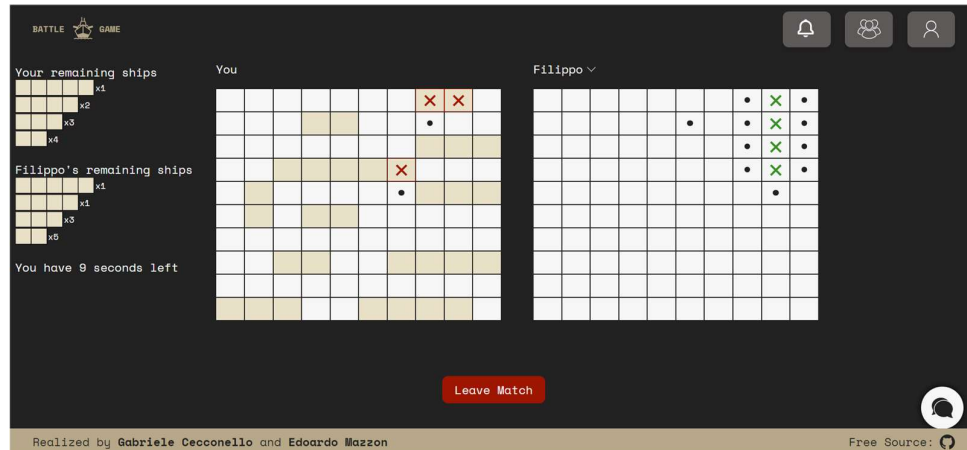 BATTLE GAME
Your remaining ships
x1
x2
x3
x4
Filippo's remaining ships
x1
x1
x3
x5
You have 9 seconds left
You
Filippo
Leave Match
Realized by Gabriele Cecconello and Edoardo Mazzon
Free Source: